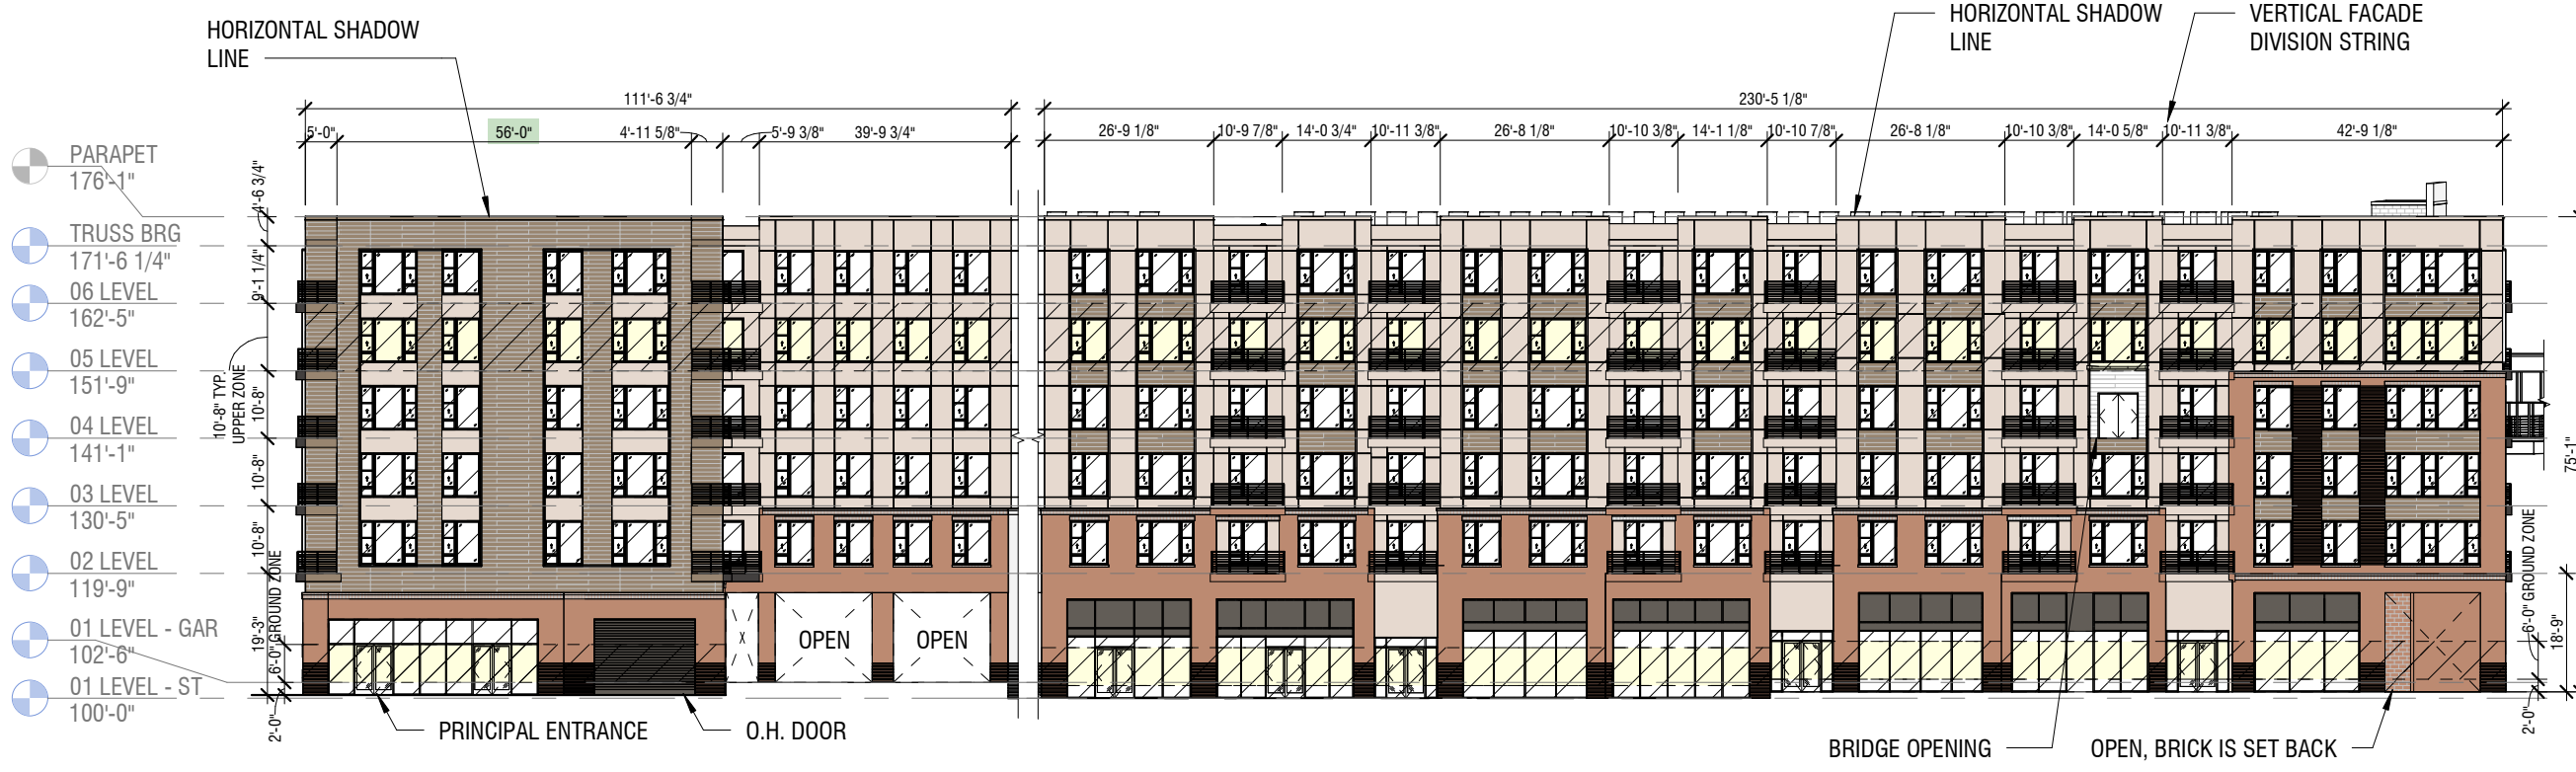 HORIZONTAL SHADOW
LINE
HORIZONTAL SHADOW
LINE
VERTICAL FACADE
DIVISION STRING
111'-6 3/4"
230'-5 1/8"
5'-0"
56'-0"
4'-11 5/8"
5'-9 3/8"
39'-9 3/4"
26'-9 1/8"
10'-9 7/8"
14'-0 3/4"
10'-11 3/8"
26'-8 1/8"
10'-10 3/8"
14'-1 1/8"
10'-10 7/8"
26'-8 1/8"
10'-10 3/8"
14'-0 5/8"
10'-11 3/8"
42'-9 1/8"
PARAPET
176'-1"
TRUSS BRG
171'-6 1/4"
06 LEVEL
162'-5"
05 LEVEL
151'-9"
04 LEVEL
141'-1"
03 LEVEL
130'-5"
02 LEVEL
119'-9"
01 LEVEL - GAR
102'-6"
01 LEVEL - ST
100'-0"
4'-6 3/4"
9'-1 1/4"
10'-8" TYP.
UPPER ZONE
10'-8"
10'-8"
10'-8"
19'-3"
6'-0" GROUND ZONE
2'-0"
OPEN
OPEN
75'-1"
6'-0" GROUND ZONE
18'-9"
2'-0"
PRINCIPAL ENTRANCE
O.H. DOOR
BRIDGE OPENING
OPEN, BRICK IS SET BACK